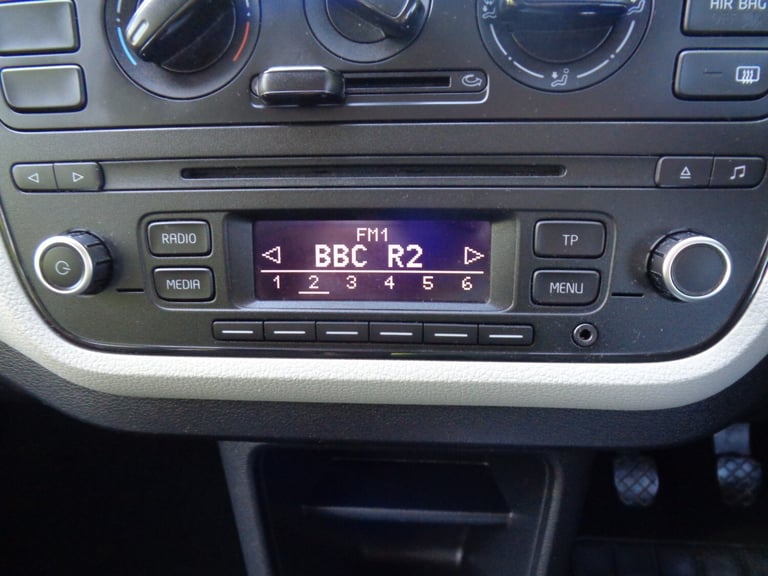 AIR BAG
RADIO
MEDIA
FM1
BBC R2
1 2 3 4 5 6
TP
MENU